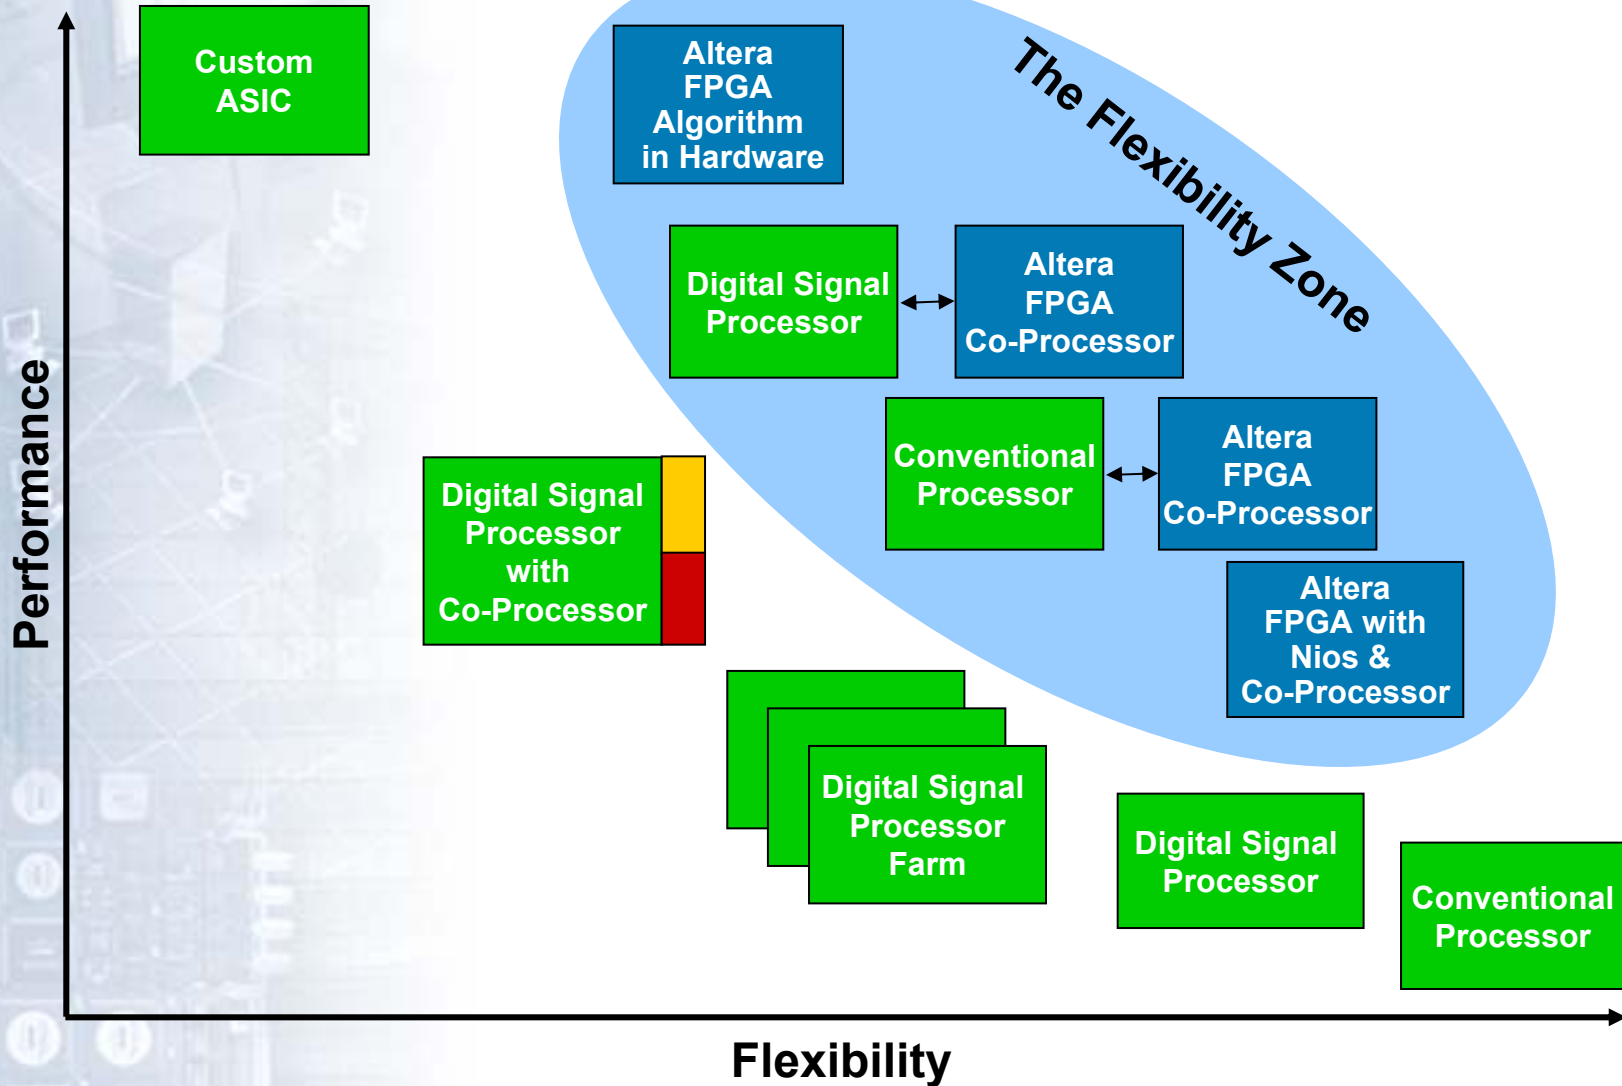 Custom
ASIC
Altera
FPGA
Algorithm
in Hardware
The Flexibility Zone
Digital Signal
Processor
Altera
FPGA
Co-Processor
Conventional
Processor
Altera
FPGA
Co-Processor
Performance
Digital Signal
Processor
with
Co-Processor
Altera
FPGA with
Nios &
Co-Processor
Digital Signal
Processor
Farm
Digital Signal
Processor
Conventional
Processor
Flexibility